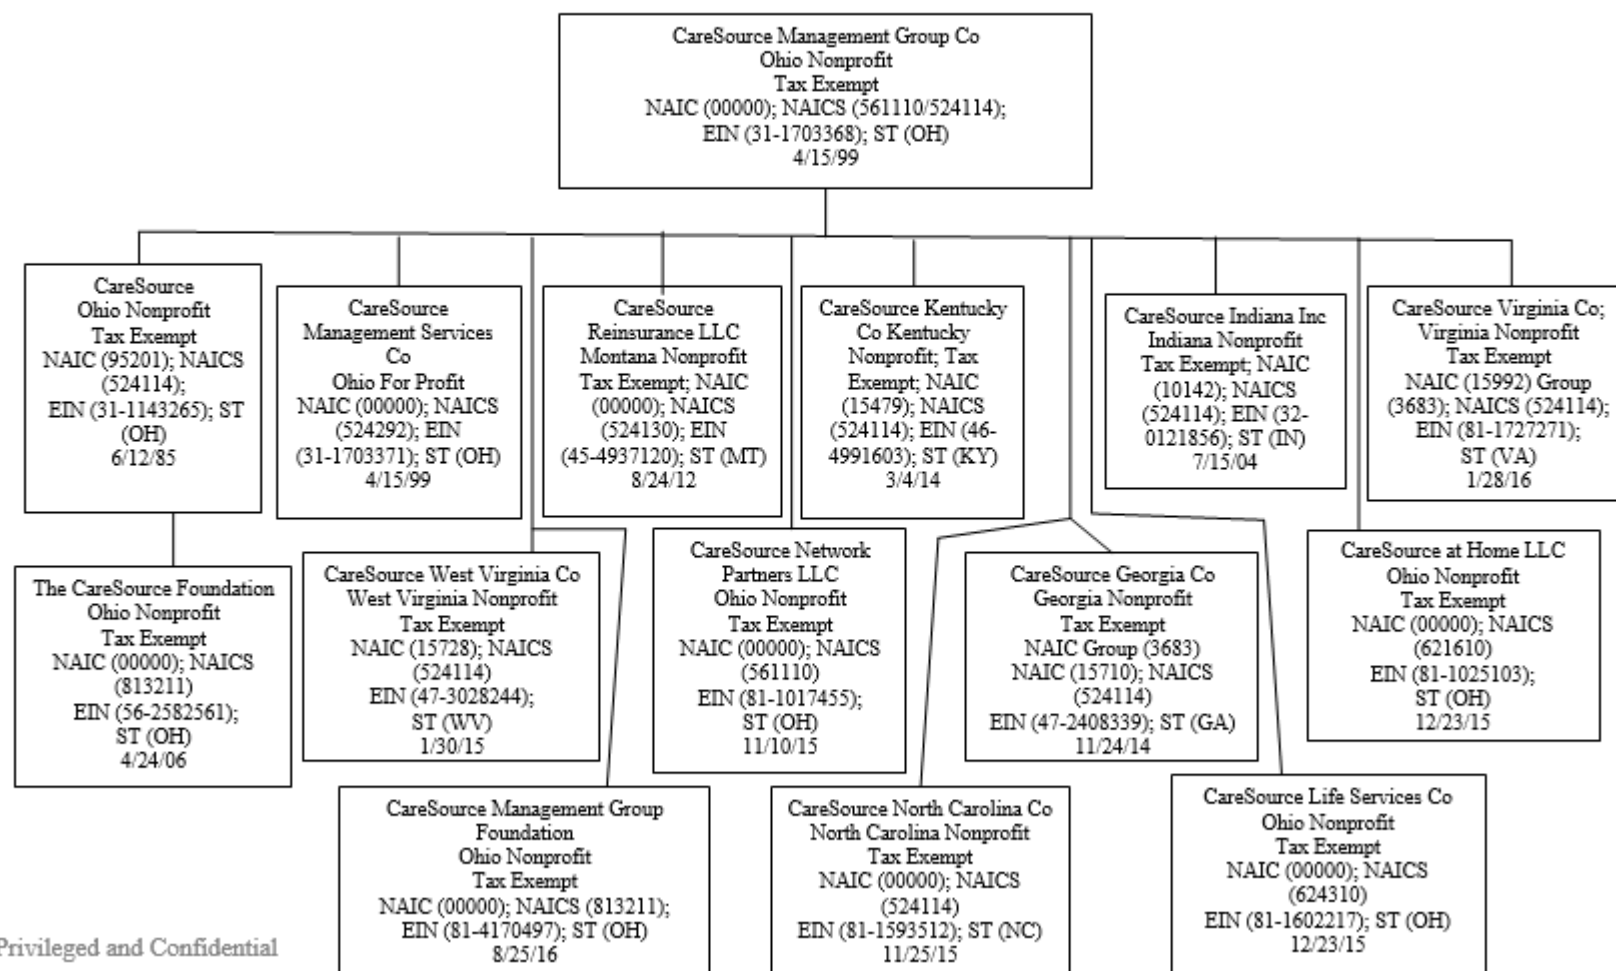 CareSource Management Group Co
Ohio Nonprofit
Tax Exempt
NAIC (00000); NAICS (561110/524114);
EIN (31-1703368); ST (OH)
4/15/99
CareSource
Ohio Nonprofit
Tax Exempt
NAIC (95201); NAICS
(524114);
EIN (31-1143265); ST
(OH)
6/12/85
CareSource
Management Services
Co
Ohio For Profit
NAIC (00000); NAICS
(524292); EIN
(31-1703371); ST (OH)
4/15/99
CareSource
Reinsurance LLC
Montana Nonprofit
Tax Exempt; NAIC
(00000); NAICS
(524130); EIN
(45-4937120); ST (MT)
8/24/12
CareSource Kentucky
Co Kentucky
Nonprofit; Tax
Exempt; NAIC
(15479); NAICS
(524114); EIN (46-
4991603); ST (KY)
3/4/14
CareSource Indiana Inc
Indiana Nonprofit
Tax Exempt; NAIC
(10142); NAICS
(524114); EIN (32-
0121856); ST (IN)
7/15/04
CareSource Virginia Co;
Virginia Nonprofit
Tax Exempt
NAIC (15992) Group
(3683); NAICS (524114);
EIN (81-1727271);
ST (VA)
1/28/16
The CareSource Foundation
Ohio Nonprofit
Tax Exempt
NAIC (00000); NAICS
(813211)
EIN (56-2582561);
ST (OH)
4/24/06
CareSource West Virginia Co
West Virginia Nonprofit
Tax Exempt
NAIC (15728); NAICS
(524114)
EIN (47-3028244);
ST (WV)
1/30/15
CareSource Network
Partners LLC
Ohio Nonprofit
Tax Exempt
NAIC (00000); NAICS
(561110)
EIN (81-1017455);
ST (OH)
11/10/15
CareSource Georgia Co
Georgia Nonprofit
Tax Exempt
NAIC Group (3683)
NAIC (15710); NAICS
(524114)
EIN (47-2408339); ST (GA)
11/24/14
CareSource at Home LLC
Ohio Nonprofit
Tax Exempt
NAIC (00000); NAICS
(621610)
EIN (81-1025103);
ST (OH)
12/23/15
CareSource Management Group
Foundation
Ohio Nonprofit
Tax Exempt
NAIC (00000); NAICS (813211);
EIN (81-4170497); ST (OH)
8/25/16
CareSource North Carolina Co
North Carolina Nonprofit
Tax Exempt
NAIC (00000); NAICS
(524114)
EIN (81-1593512); ST (NC)
11/25/15
CareSource Life Services Co
Ohio Nonprofit
Tax Exempt
NAIC (00000); NAICS
(624310)
EIN (81-1602217); ST (OH)
12/23/15
Privileged and Confidential